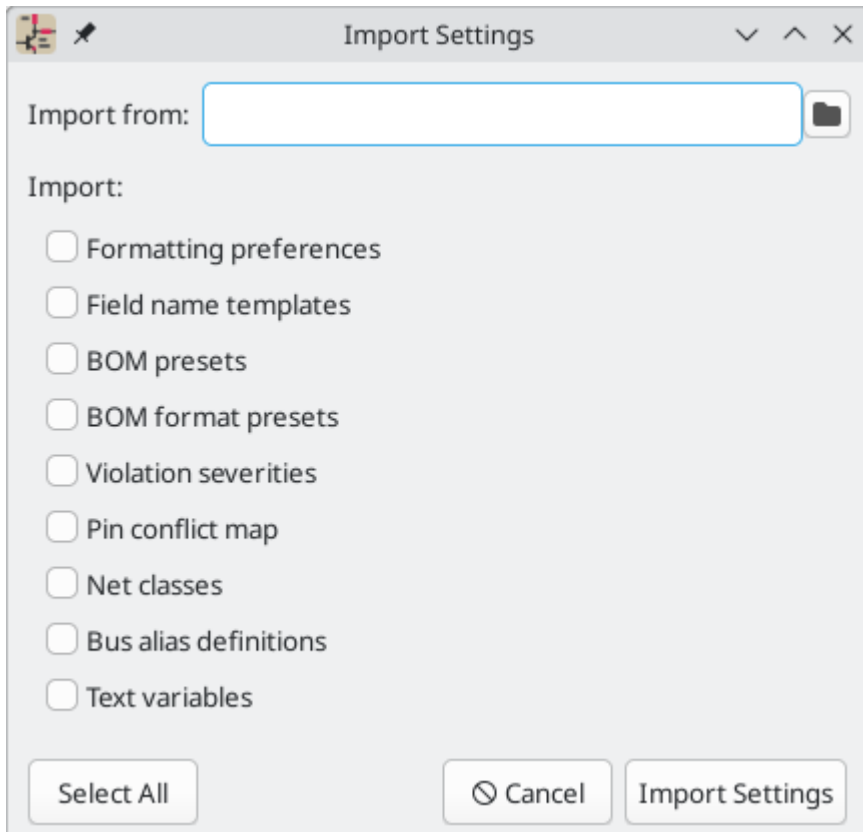 Import Settings
Import from:
Import:
Formatting preferences
Field name templates
BOM presets
BOM format presets
Violation severities
Pin conflict map
Net classes
Bus alias definitions
Text variables
Select All Cancel Import Settings